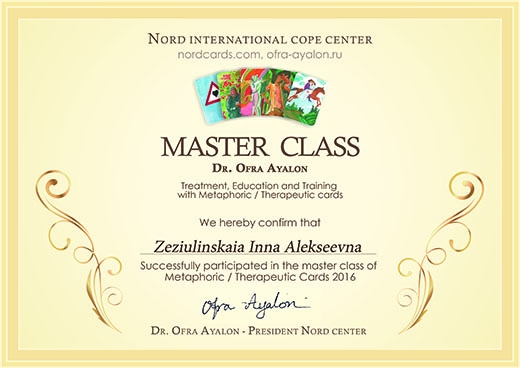 Nord international cope center
nordcards.com, ofra-ayalon.ru
MASTER CLASS
Dr. Ofra Ayalon
Treatment, Education and Training
with Metaphoric / Therapeutic cards
We hereby confirm that
Zeziulinskaia Inna Alekseevna
Successfully participated in the master class of
Metaphoric / Therapeutic Cards 2016
Ofra Ayalon
Dr. Ofra Ayalon - President Nord center